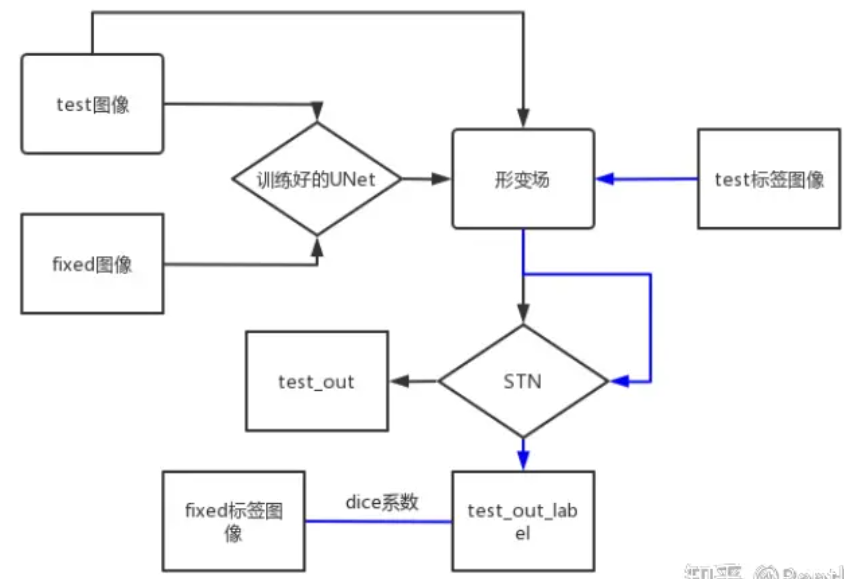 test图像
训练好的UNet
形变场
test标签图像
fixed图像
test_out
STN
fixed标签图
像
dice系数
test_out_lab
el
知乎